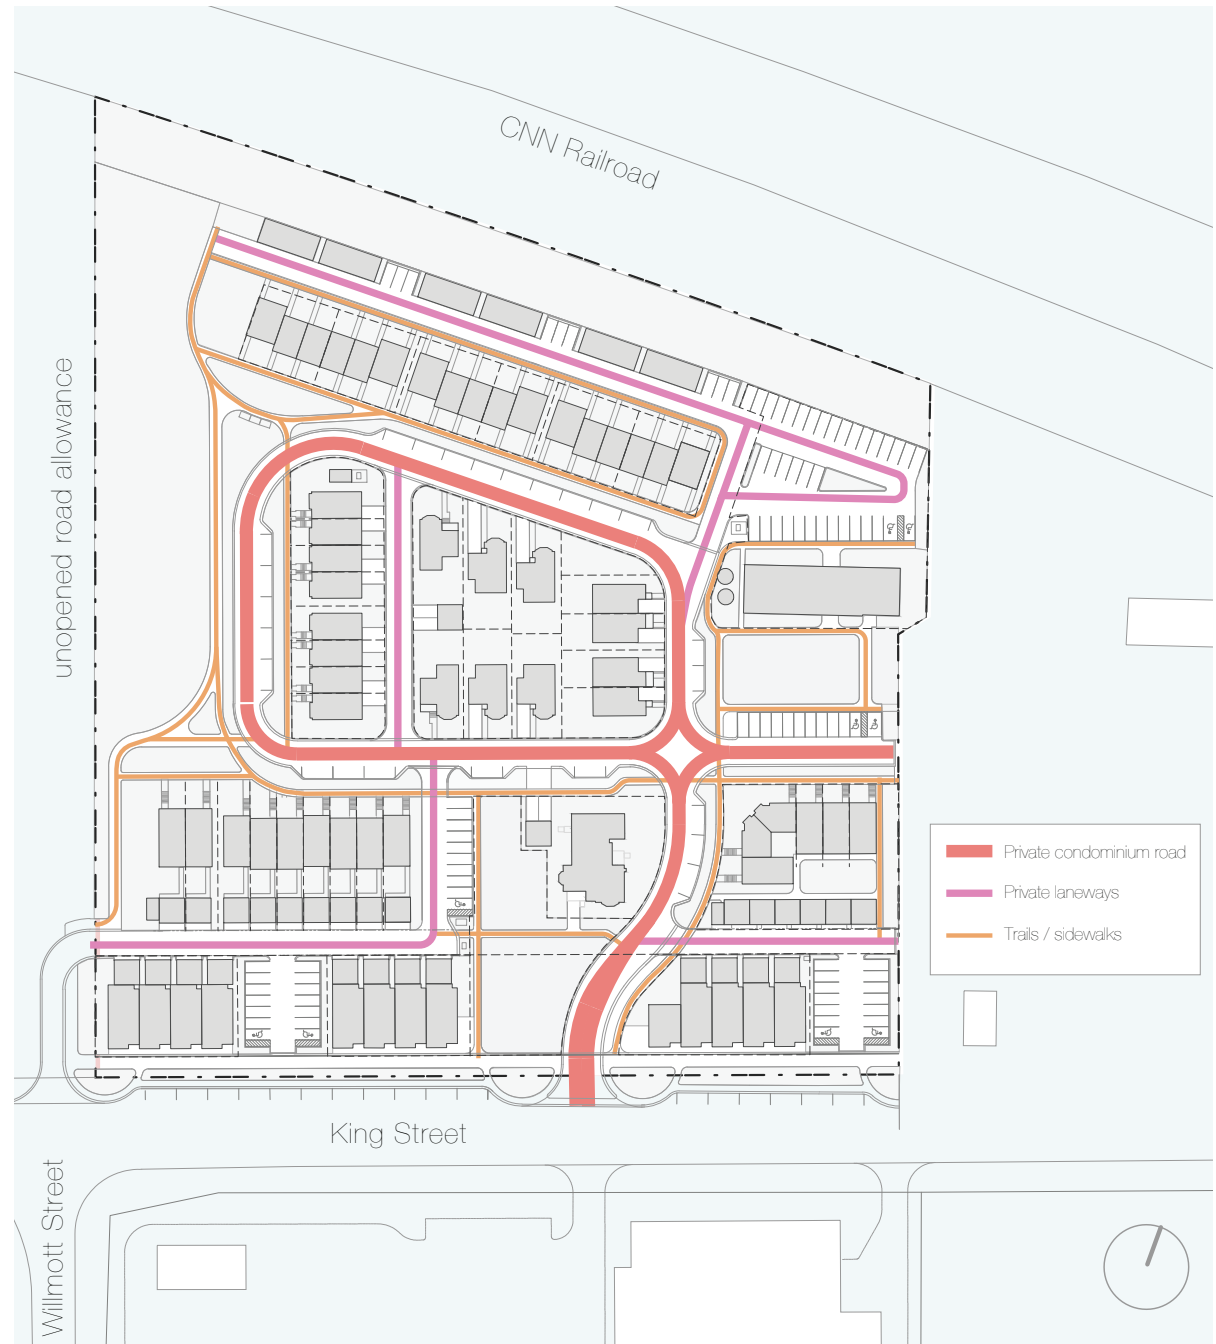 CNN Railroad
unopened road allowance
Private condominium road
Private laneways
Trails / sidewalks
King Street
Willmott Street